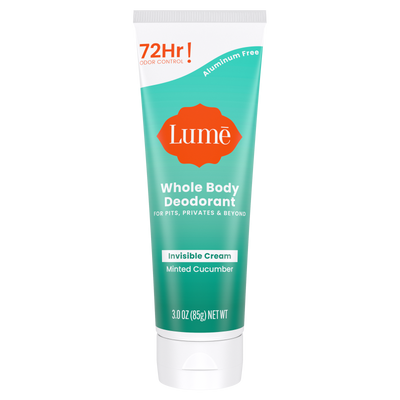 72Hr!
ODOR CONTROL
Aluminum Free
Lumē
Whole Body
Deodorant
FOR PITS, PRIVATES & BEYOND
Invisible Cream
Minted Cucumber
3.0 OZ (85g) NET WT